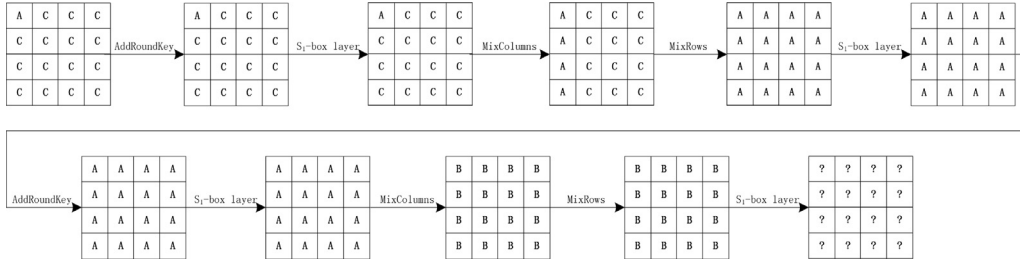 A C C C A C C C A C C C A C C C A A A A A A A A
C C C C C C C C C C C C A C C C A A A A A A A A
AddRoundKey S₁-box layer MixColumns MixRows S₁-box layer
C C C C C C C C C C C C A C C C A A A A A A A A
C C C C C C C C C C C C A C C C A A A A A A A A
A A A A A A A A B B B B B B B B ? ? ? ?
A A A A A A A A B B B B B B B B ? ? ? ?
AddRoundKey S₁-box layer MixColumns MixRows S₁-box layer
A A A A A A A A B B B B B B B B ? ? ? ?
A A A A A A A A B B B B B B B B ? ? ? ?